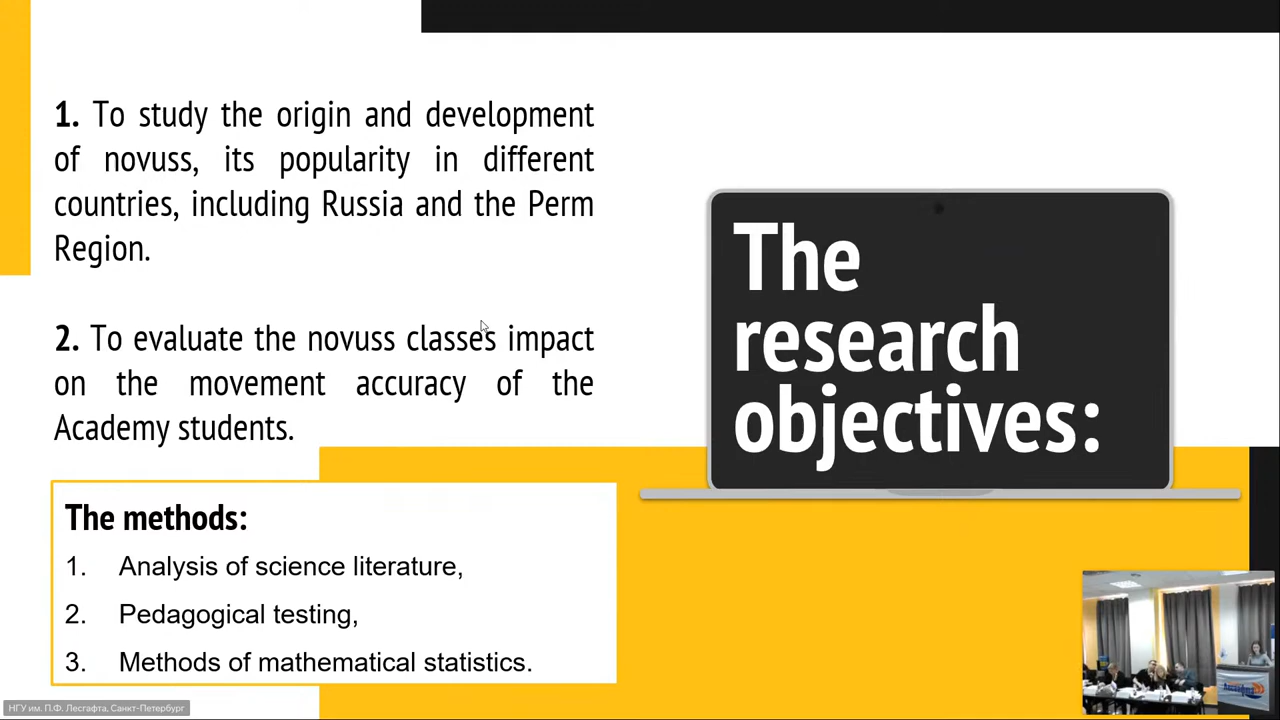 1. To study the origin and development
of novuss, its popularity in different
countries, including Russia and the Perm
Region.
2. To evaluate the novuss classes impact
on the movement accuracy of the
Academy students.
The methods:
1. Analysis of science literature,
2. Pedagogical testing,
3. Methods of mathematical statistics.
The
research
objectives:
НГУ им. П.Ф. Лесгафта, Санкт-Петербург